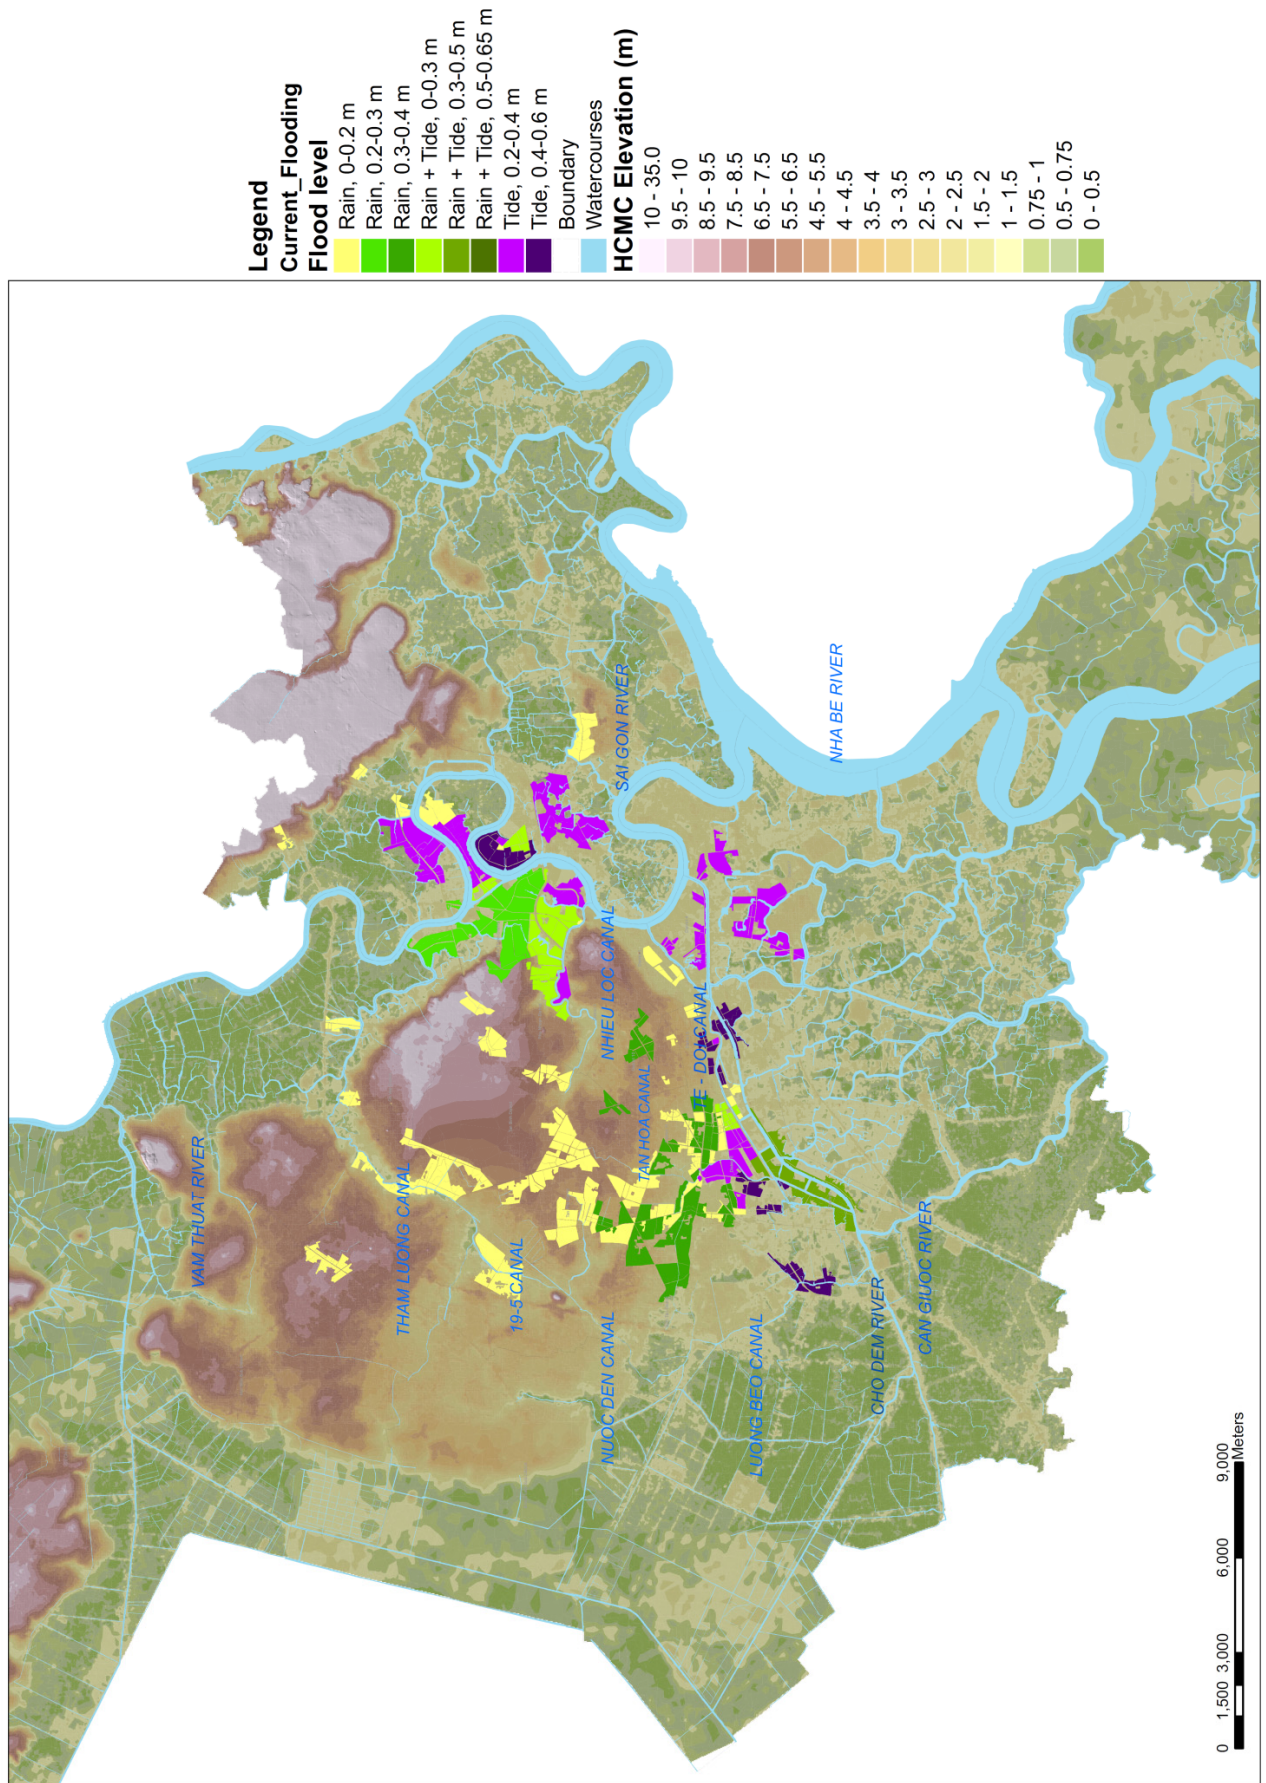 Legend
Current_Flooding
Flood level
Rain, 0-0.2 m
Rain, 0.2-0.3 m
Rain, 0.3-0.4 m
Rain + Tide, 0-0.3 m
Rain + Tide, 0.3-0.5 m
Rain + Tide, 0.5-0.65 m
Tide, 0.2-0.4 m
Tide, 0.4-0.6 m
Boundary
Watercourses
HCMC Elevation (m)
10 - 35.0
9.5 - 10
8.5 - 9.5
7.5 - 8.5
6.5 - 7.5
5.5 - 6.5
4.5 - 5.5
4 - 4.5
3.5 - 4
3 - 3.5
2.5 - 3
2 - 2.5
1.5 - 2
1 - 1.5
0.75 - 1
0.5 - 0.75
0 - 0.5
VAM THUAT RIVER
THAM LUONG CANAL
19-5 CANAL
NUOC DEN CANAL
NHIEU LOC CANAL
SAI GON RIVER
TAN HOA CANAL
TE - DOI CANAL
LUONG BEO CANAL
NHA BE RIVER
CHO DEM RIVER
CAN GIUOC RIVER
0 1,500 3,000 6,000 9,000
Meters